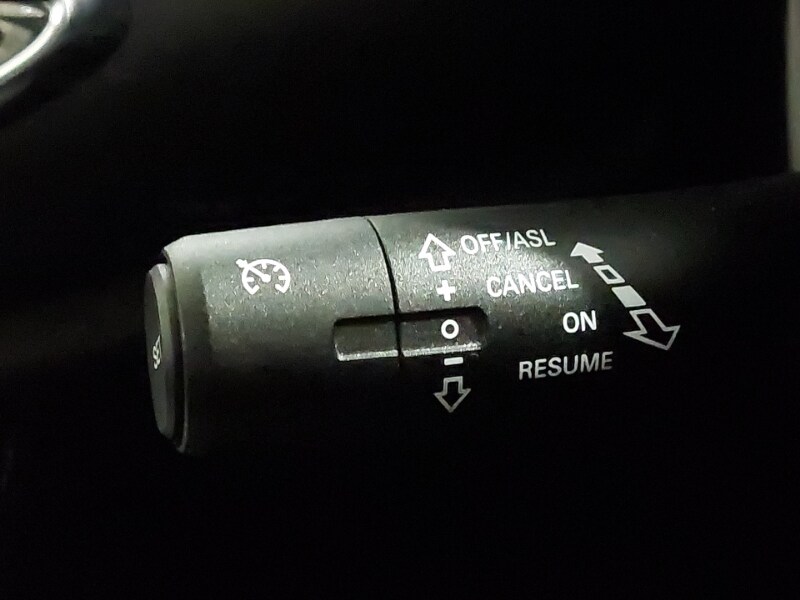 OFF/ASL
+ CANCEL
O ON
- RESUME